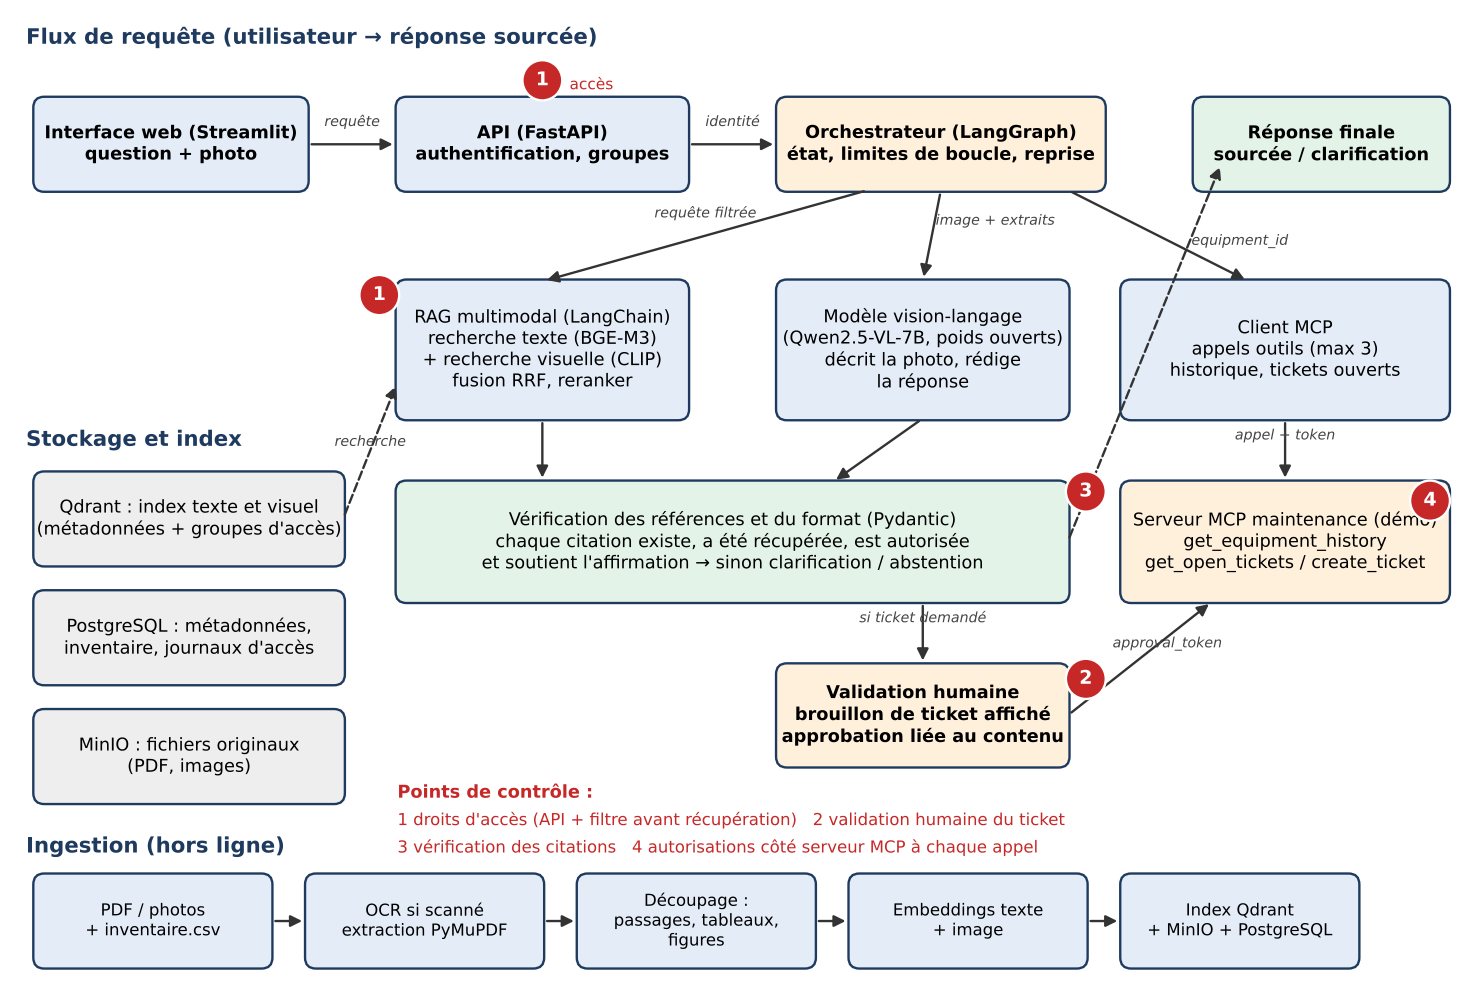 Flux de requête (utilisateur → réponse sourcée)
1 accès
Interface web (Streamlit)
question + photo
requête
API (FastAPI)
authentification, groupes
identité
Orchestrateur (LangGraph)
état, limites de boucle, reprise
Réponse finale
sourcée / clarification
requête filtrée
image + extraits
equipment_id
1
RAG multimodal (LangChain)
recherche texte (BGE-M3)
+ recherche visuelle (CLIP)
fusion RRF, reranker
Modèle vision-langage
(Qwen2.5-VL-7B, poids ouverts)
décrit la photo, rédige
la réponse
Client MCP
appels outils (max 3)
historique, tickets ouverts
Stockage et index
recherche
appel + token
Qdrant : index texte et visuel
(métadonnées + groupes d'accès)
Vérification des références et du format (Pydantic)
chaque citation existe, a été récupérée, est autorisée
et soutient l'affirmation → sinon clarification / abstention
3
4
Serveur MCP maintenance (démo)
get_equipment_history
get_open_tickets / create_ticket
PostgreSQL : métadonnées,
inventaire, journaux d'accès
si ticket demandé
approval_token
Validation humaine
brouillon de ticket affiché
approbation liée au contenu
2
MinIO : fichiers originaux
(PDF, images)
Points de contrôle :
1 droits d'accès (API + filtre avant récupération) 2 validation humaine du ticket
3 vérification des citations 4 autorisations côté serveur MCP à chaque appel
Ingestion (hors ligne)
PDF / photos
+ inventaire.csv
OCR si scanné
extraction PyMuPDF
Découpage :
passages, tableaux,
figures
Embeddings texte
+ image
Index Qdrant
+ MinIO + PostgreSQL